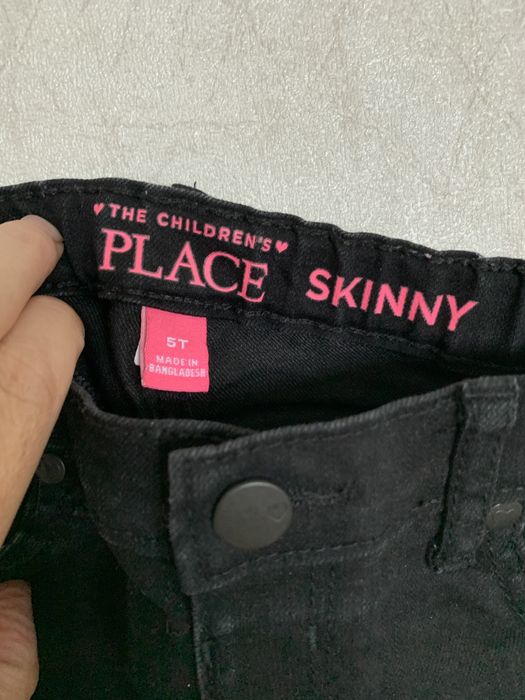 ♥ THE CHILDREN'S ♥
PLACE SKINNY
5T
MADE IN
BANGLADESH